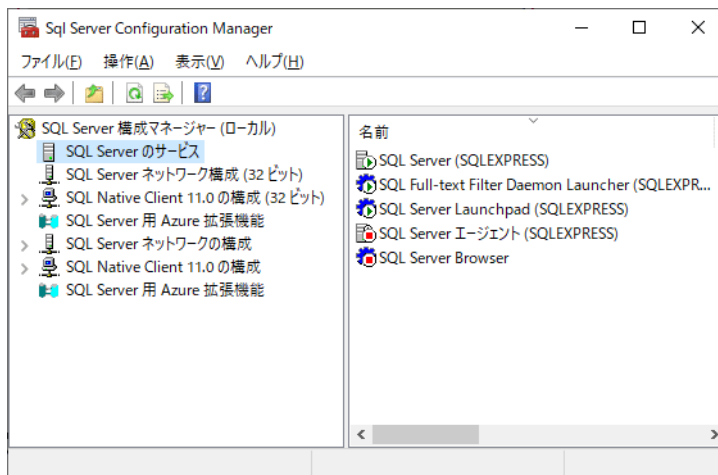 Sql Server Configuration Manager
ファイル(F) 操作(A) 表示(V) ヘルプ(H)
SQL Server 構成マネージャー (ローカル)
SQL Server のサービス
SQL Server ネットワーク構成 (32 ビット)
SQL Native Client 11.0 の構成 (32 ビット)
SQL Server 用 Azure 拡張機能
SQL Server ネットワークの構成
SQL Native Client 11.0 の構成
SQL Server 用 Azure 拡張機能
名前
SQL Server (SQLEXPRESS)
SQL Full-text Filter Daemon Launcher (SQLEXPR...
SQL Server Launchpad (SQLEXPRESS)
SQL Server エージェント (SQLEXPRESS)
SQL Server Browser